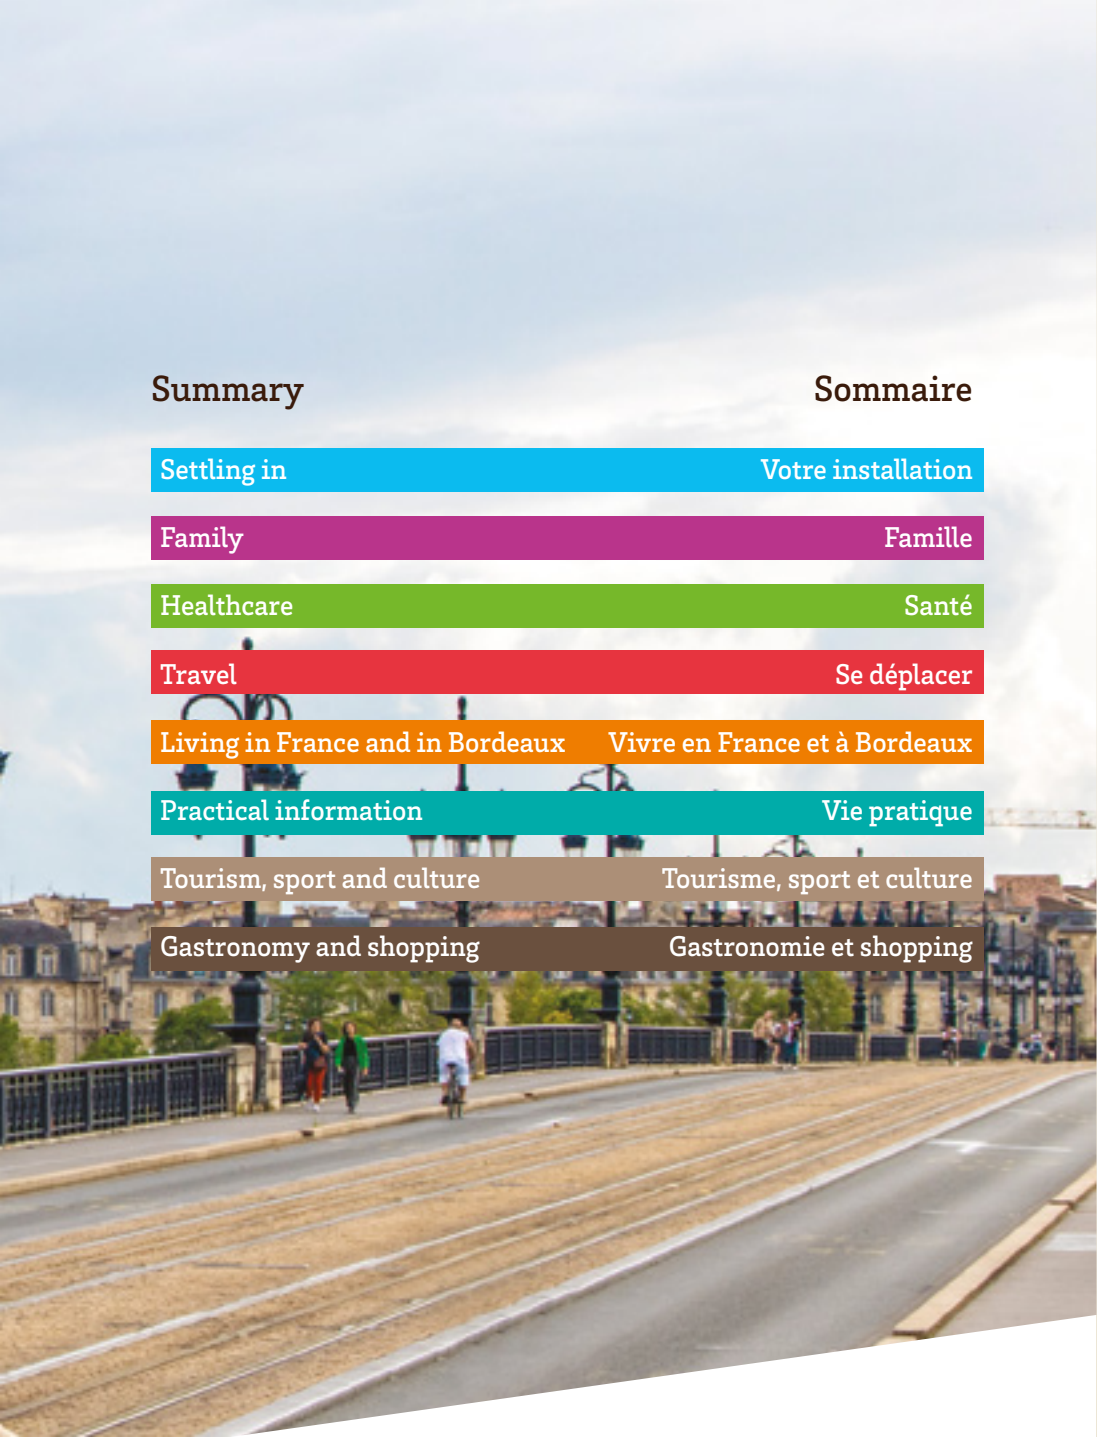 Summary Sommaire
Settling in Votre installation
Family Famille
Healthcare Santé
Travel Se déplacer
Living in France and in Bordeaux Vivre en France et à Bordeaux
Practical information Vie pratique
Tourism, sport and culture Tourisme, sport et culture
Gastronomy and shopping Gastronomie et shopping